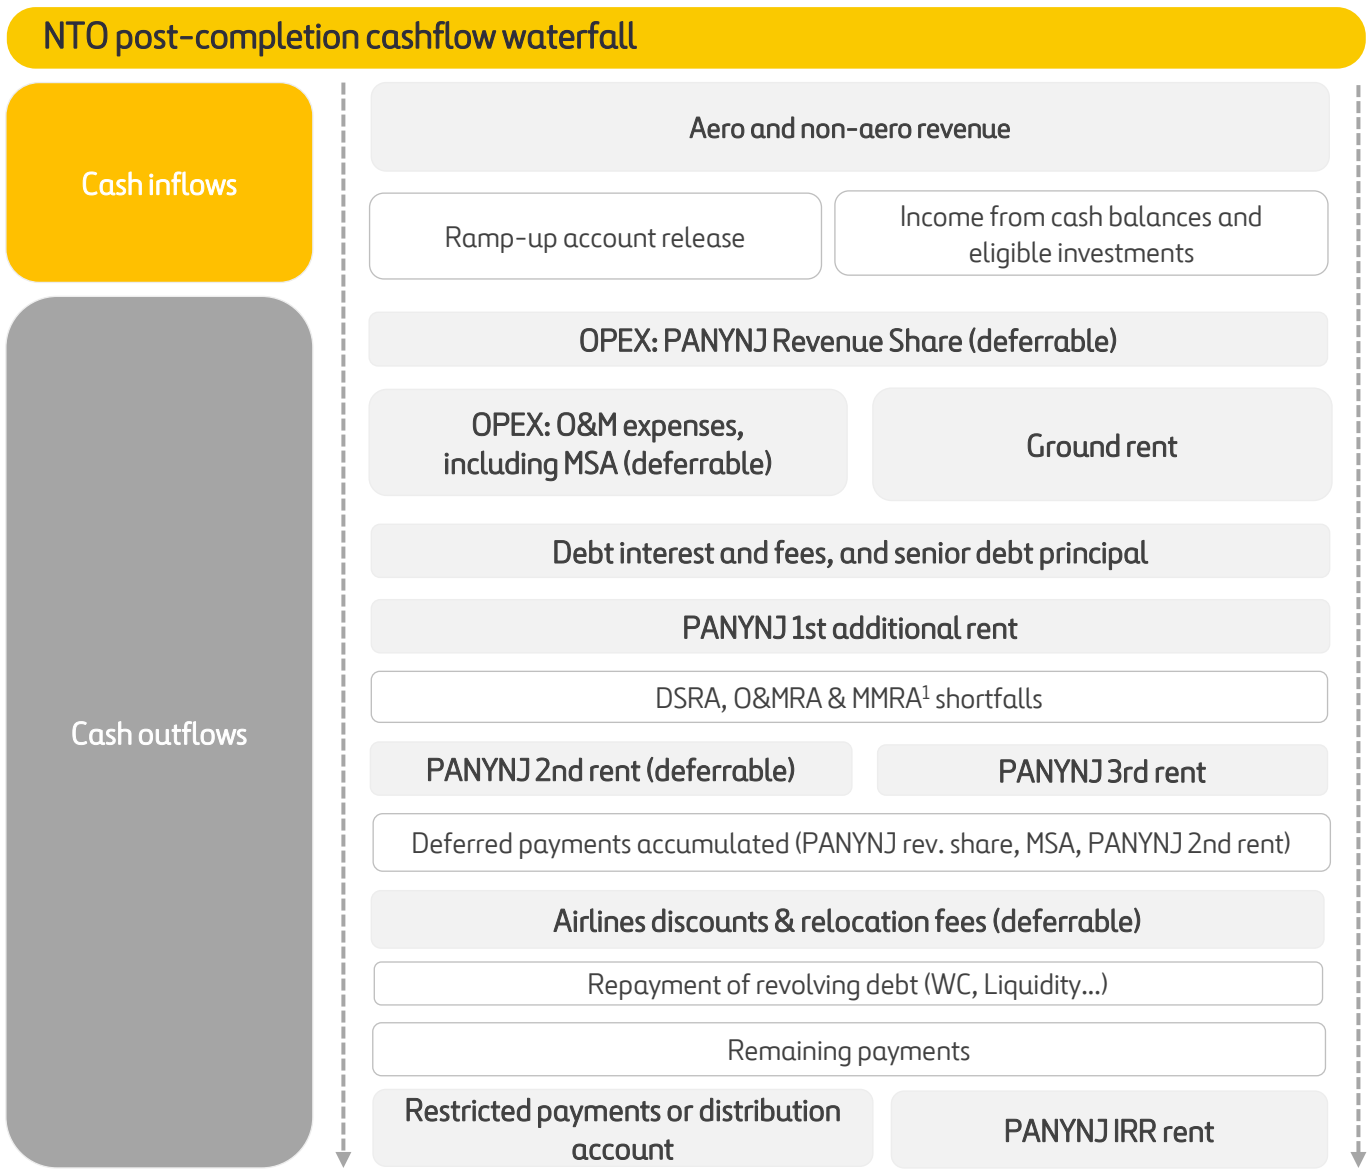 NTO post-completion cashflow waterfall
Cash inflows
Aero and non-aero revenue
Ramp-up account release
Income from cash balances and
eligible investments
Cash outflows
OPEX: PANYNJ Revenue Share (deferrable)
OPEX: O&M expenses,
including MSA (deferrable)
Ground rent
Debt interest and fees, and senior debt principal
PANYNJ 1st additional rent
DSRA, O&MRA & MMRA¹ shortfalls
PANYNJ 2nd rent (deferrable)
PANYNJ 3rd rent
Deferred payments accumulated (PANYNJ rev. share, MSA, PANYNJ 2nd rent)
Airlines discounts & relocation fees (deferrable)
Repayment of revolving debt (WC, Liquidity...)
Remaining payments
Restricted payments or distribution
account
PANYNJ IRR rent